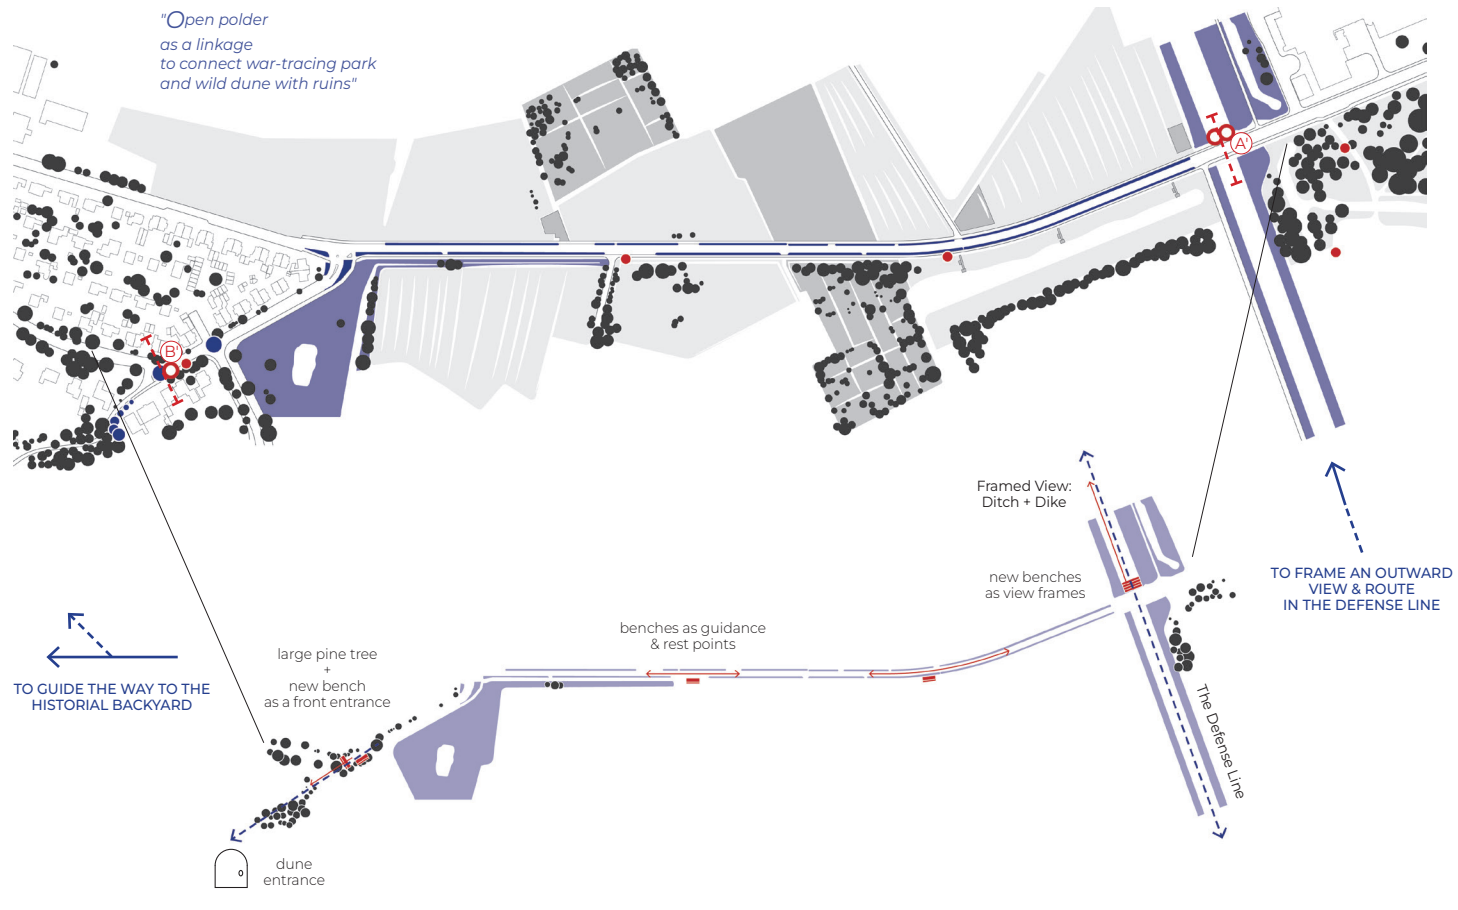 "Open polder
as a linkage
to connect war-tracing park
and wild dune with ruins"
A'
B'
Framed View:
Ditch + Dike
new benches
as view frames
TO FRAME AN OUTWARD
VIEW & ROUTE
IN THE DEFENSE LINE
benches as guidance
& rest points
large pine tree
+
new bench
as a front entrance
TO GUIDE THE WAY TO THE
HISTORIAL BACKYARD
The Defense Line
dune
entrance